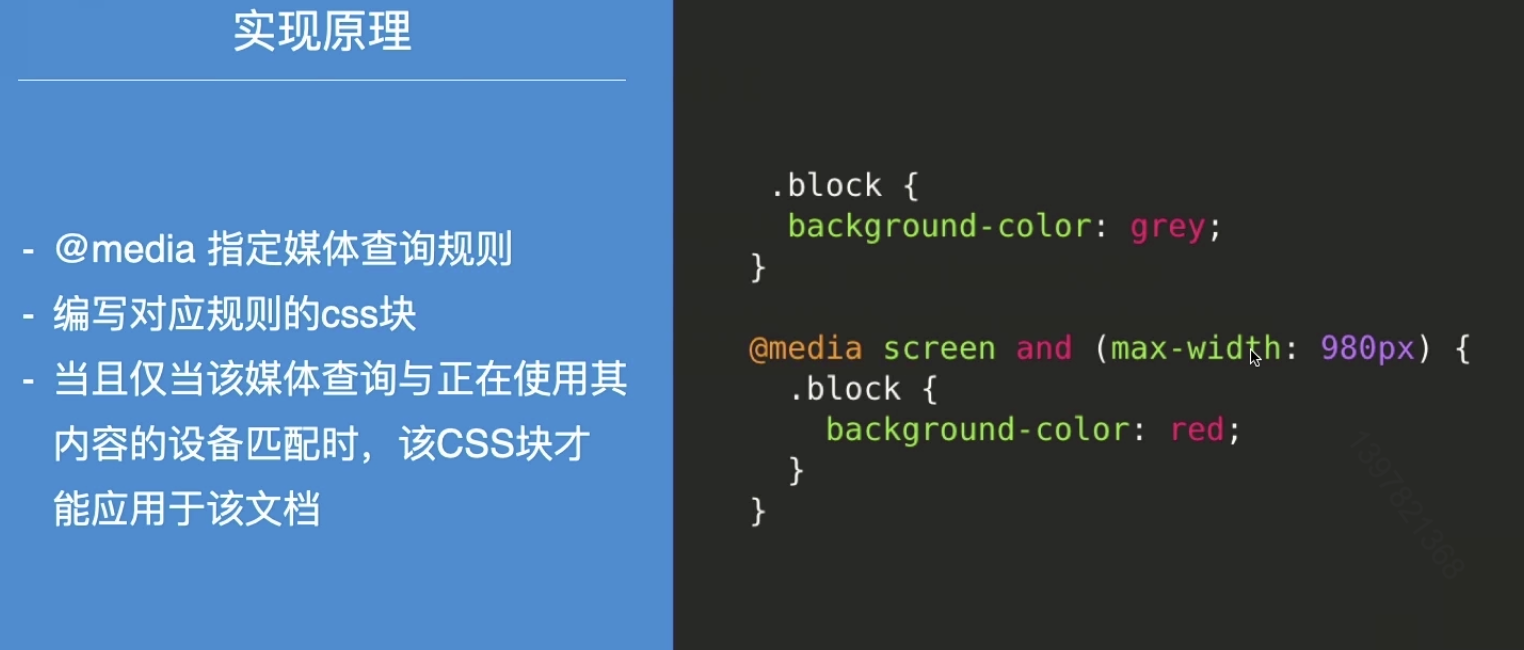 实现原理
- @media 指定媒体查询规则
- 编写对应规则的css块
- 当且仅当该媒体查询与正在使用其
内容的设备匹配时，该CSS块才
能应用于该文档
.block {
background-color: grey;
}
@media screen and (max-width: 980px) {
.block {
background-color: red;
}
}
1397821368